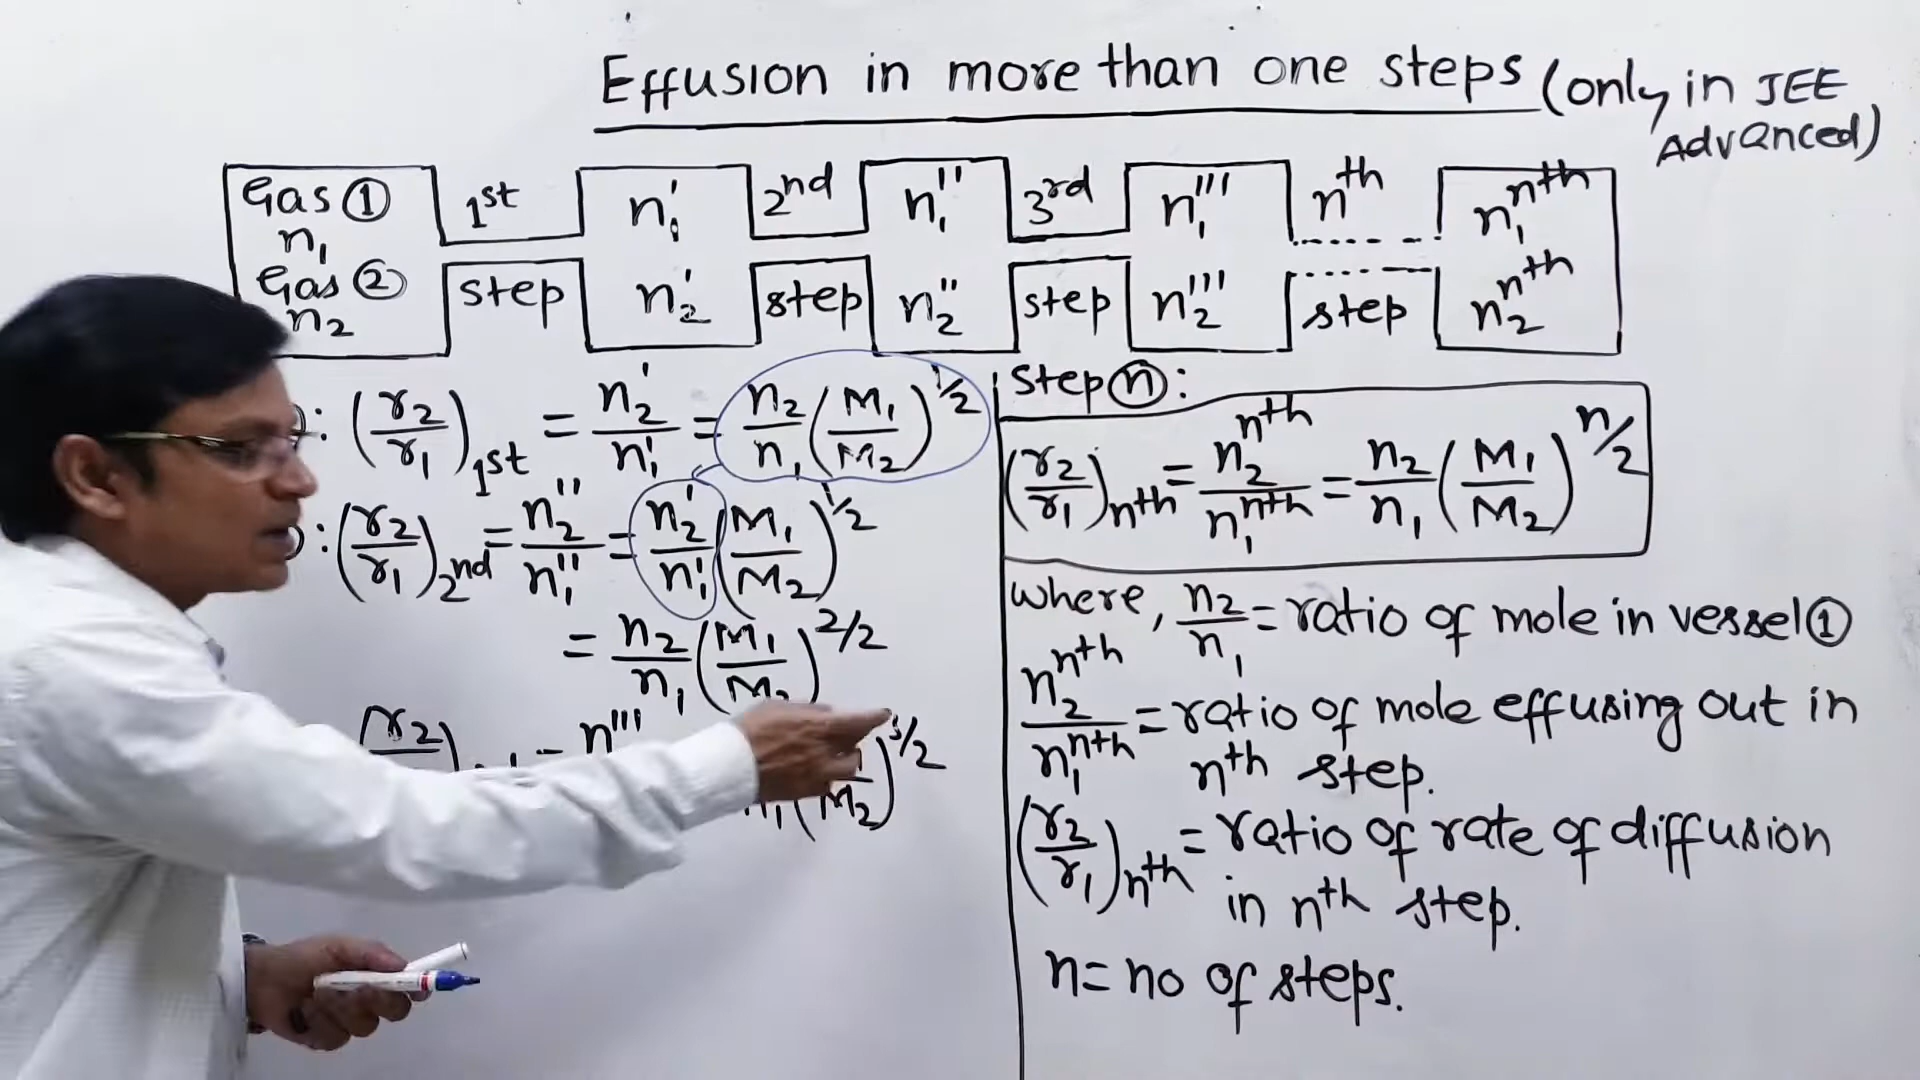 Effusion in more than one steps (only in JEE Advanced)
Gas ① 1st n₁' 2nd n₁'' 3rd n₁''' nth n₁^nth
n₁
Gas ② step n₂' step n₂'' step n₂''' step n₂^nth
n₂
: (r₂/r₁)1st = n₂'/n₁' = n₂/n₁ (M₁/M₂)^1/2
: (r₂/r₁)2nd = n₂''/n₁'' = n₂'/n₁' (M₁/M₂)^1/2
= n₂/n₁ (M₁/M₂)^2/2
Step ⓝ:
(r₂/r₁)nth = n₂^nth/n₁^nth = n₂/n₁ (M₁/M₂)^n/2
where, n₂/n₁ = ratio of mole in vessel ①
n₂^nth/n₁^nth = ratio of mole effusing out in
nth step.
(r₂/r₁)nth = ratio of rate of diffusion
in nth step.
n = no of steps.